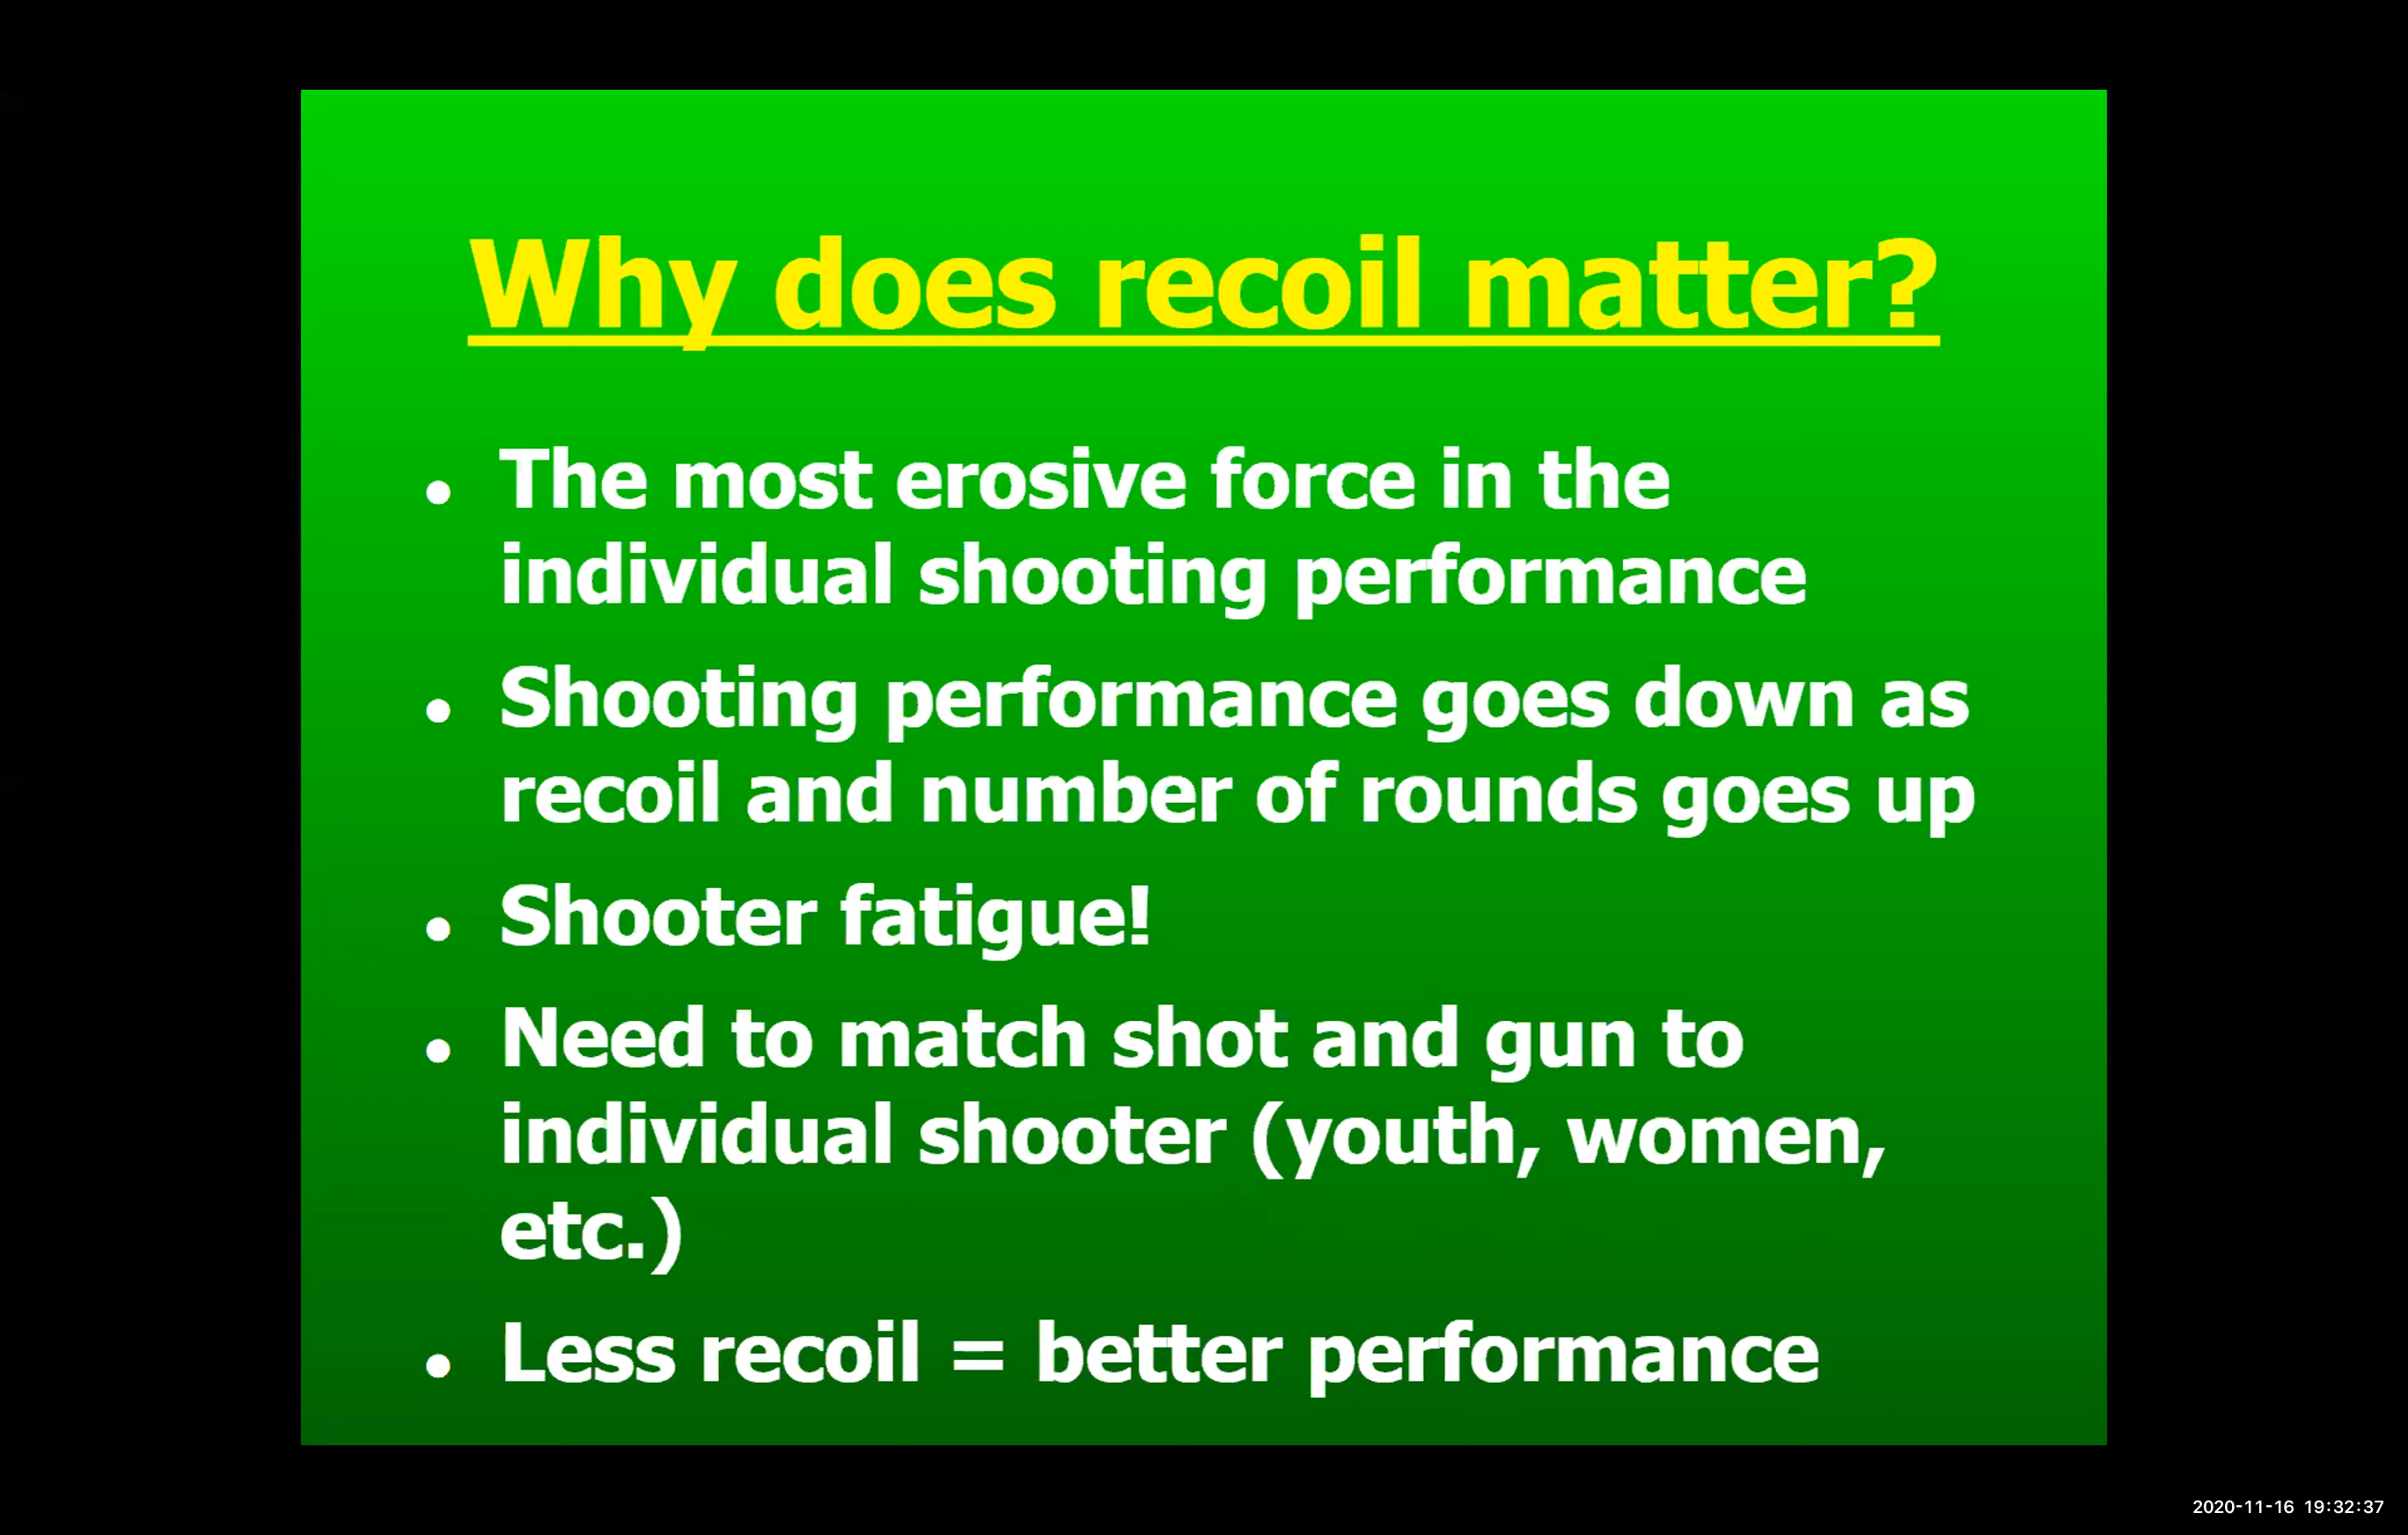 Why does recoil matter?
• The most erosive force in the
individual shooting performance
• Shooting performance goes down as
recoil and number of rounds goes up
• Shooter fatigue!
• Need to match shot and gun to
individual shooter (youth, women,
etc.)
• Less recoil = better performance
2020-11-16 19:32:37